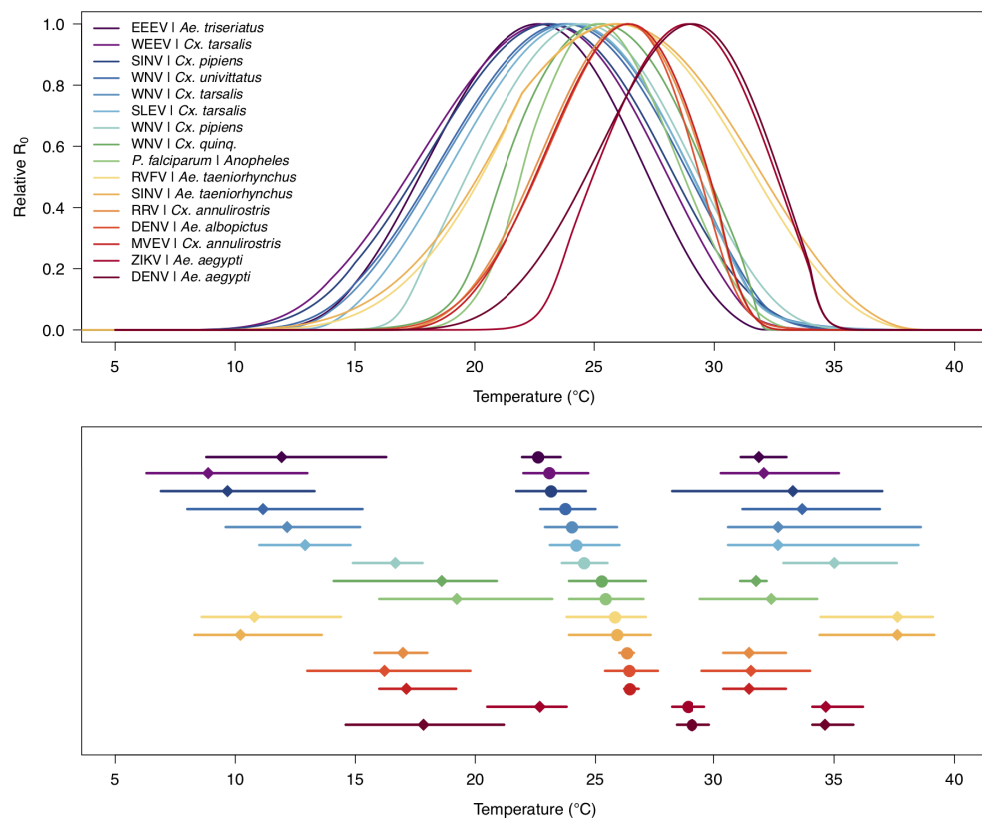 1.0
0.8
0.6
0.4
0.2
0.0
Relative R0
EEEV | Ae. triseriatus
WEEV | Cx. tarsalis
SINV | Cx. pipiens
WNV | Cx. univittatus
WNV | Cx. tarsalis
SLEV | Cx. tarsalis
WNV | Cx. pipiens
WNV | Cx. quinq.
P. falciparum | Anopheles
RVFV | Ae. taeniorhynchus
SINV | Ae. taeniorhynchus
RRV | Cx. annulirostris
DENV | Ae. albopictus
MVEV | Cx. annulirostris
ZIKV | Ae. aegypti
DENV | Ae. aegypti
5 10 15 20 25 30 35 40
Temperature (°C)
5 10 15 20 25 30 35 40
Temperature (°C)